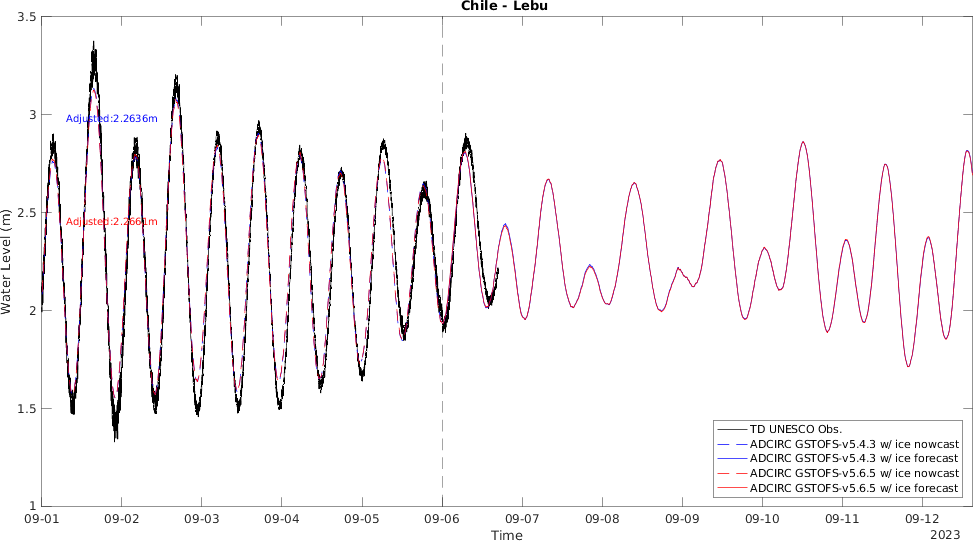 Chile - Lebu
3.5
3
2.5
2
1.5
1
Water Level (m)
Adjusted:2.2636m
Adjusted:2.2661m
TD UNESCO Obs.
ADCIRC GSTOFS-v5.4.3 w/ ice nowcast
ADCIRC GSTOFS-v5.4.3 w/ ice forecast
ADCIRC GSTOFS-v5.6.5 w/ ice nowcast
ADCIRC GSTOFS-v5.6.5 w/ ice forecast
09-01 09-02 09-03 09-04 09-05 09-06 09-07 09-08 09-09 09-10 09-11 09-12
Time
2023